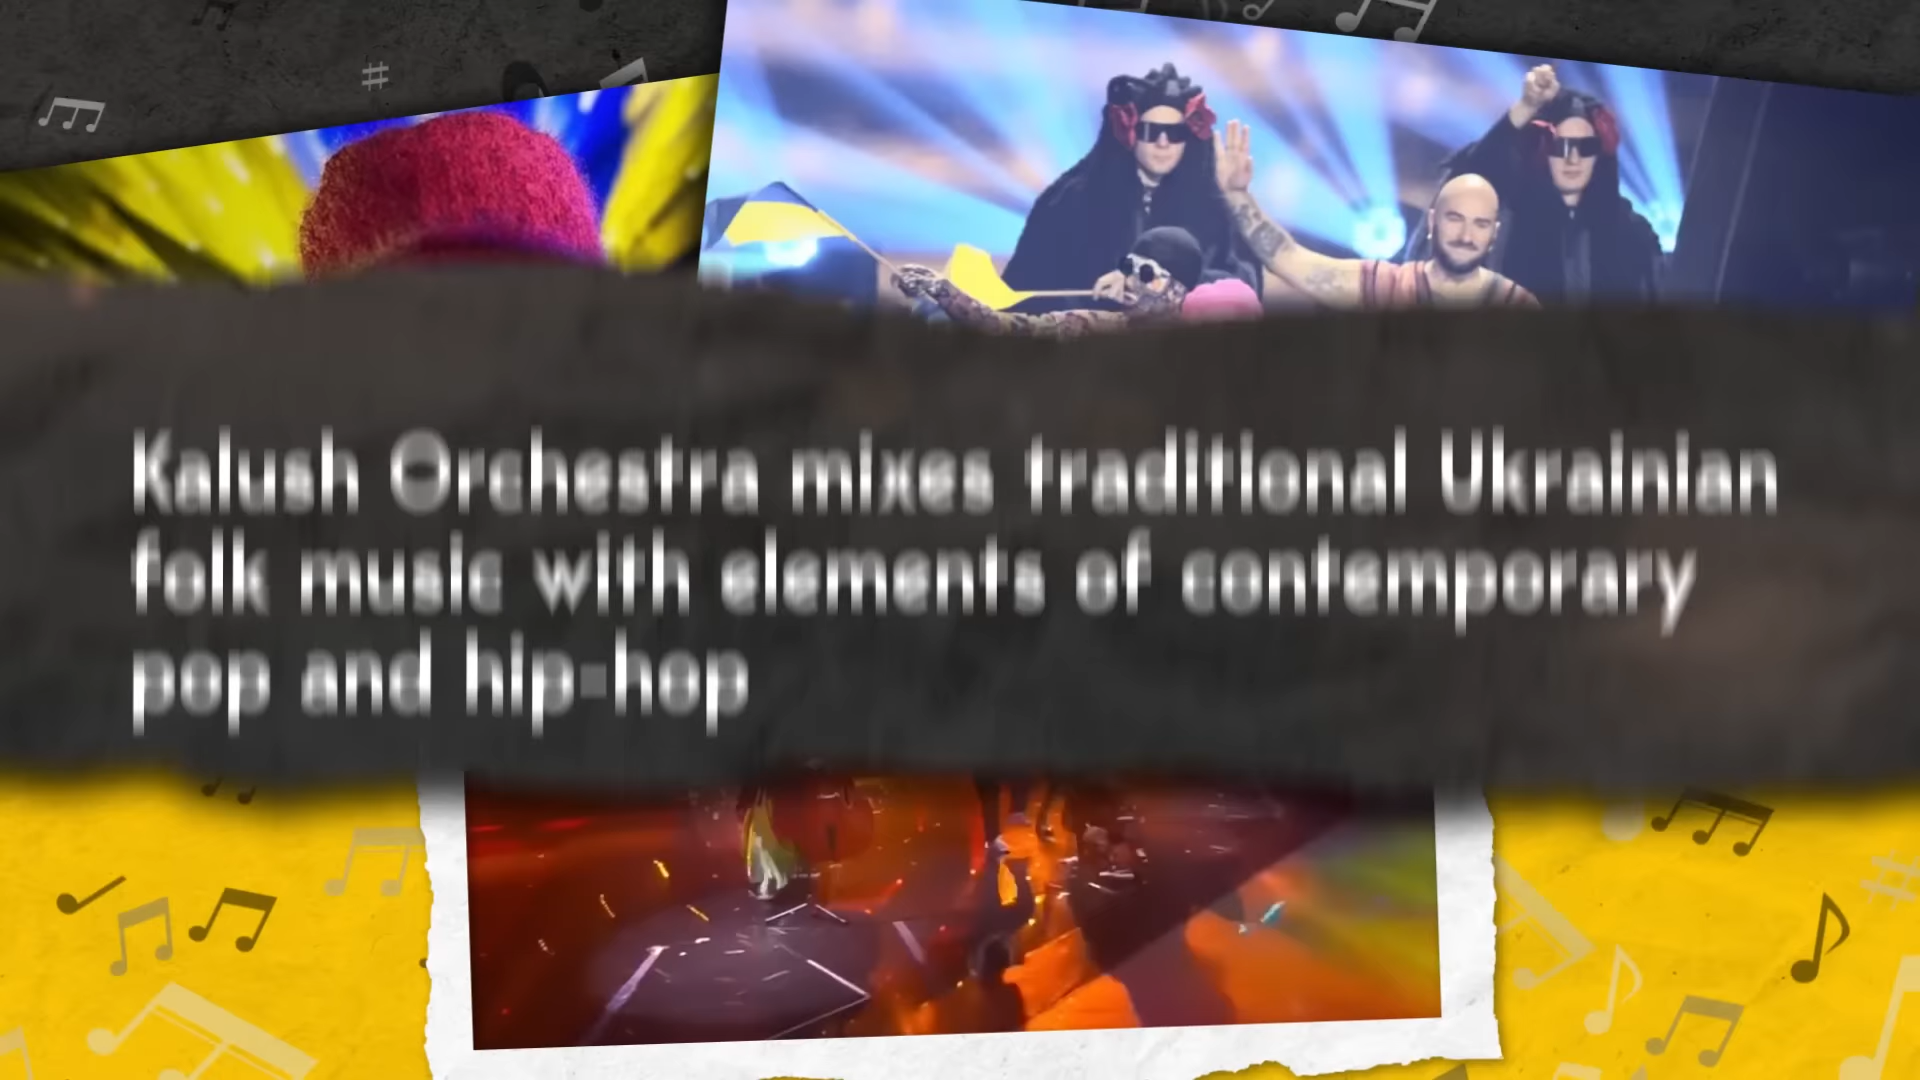 Kalush Orchestra mixes traditional Ukrainian
folk music with elements of contemporary
pop and hip-hop